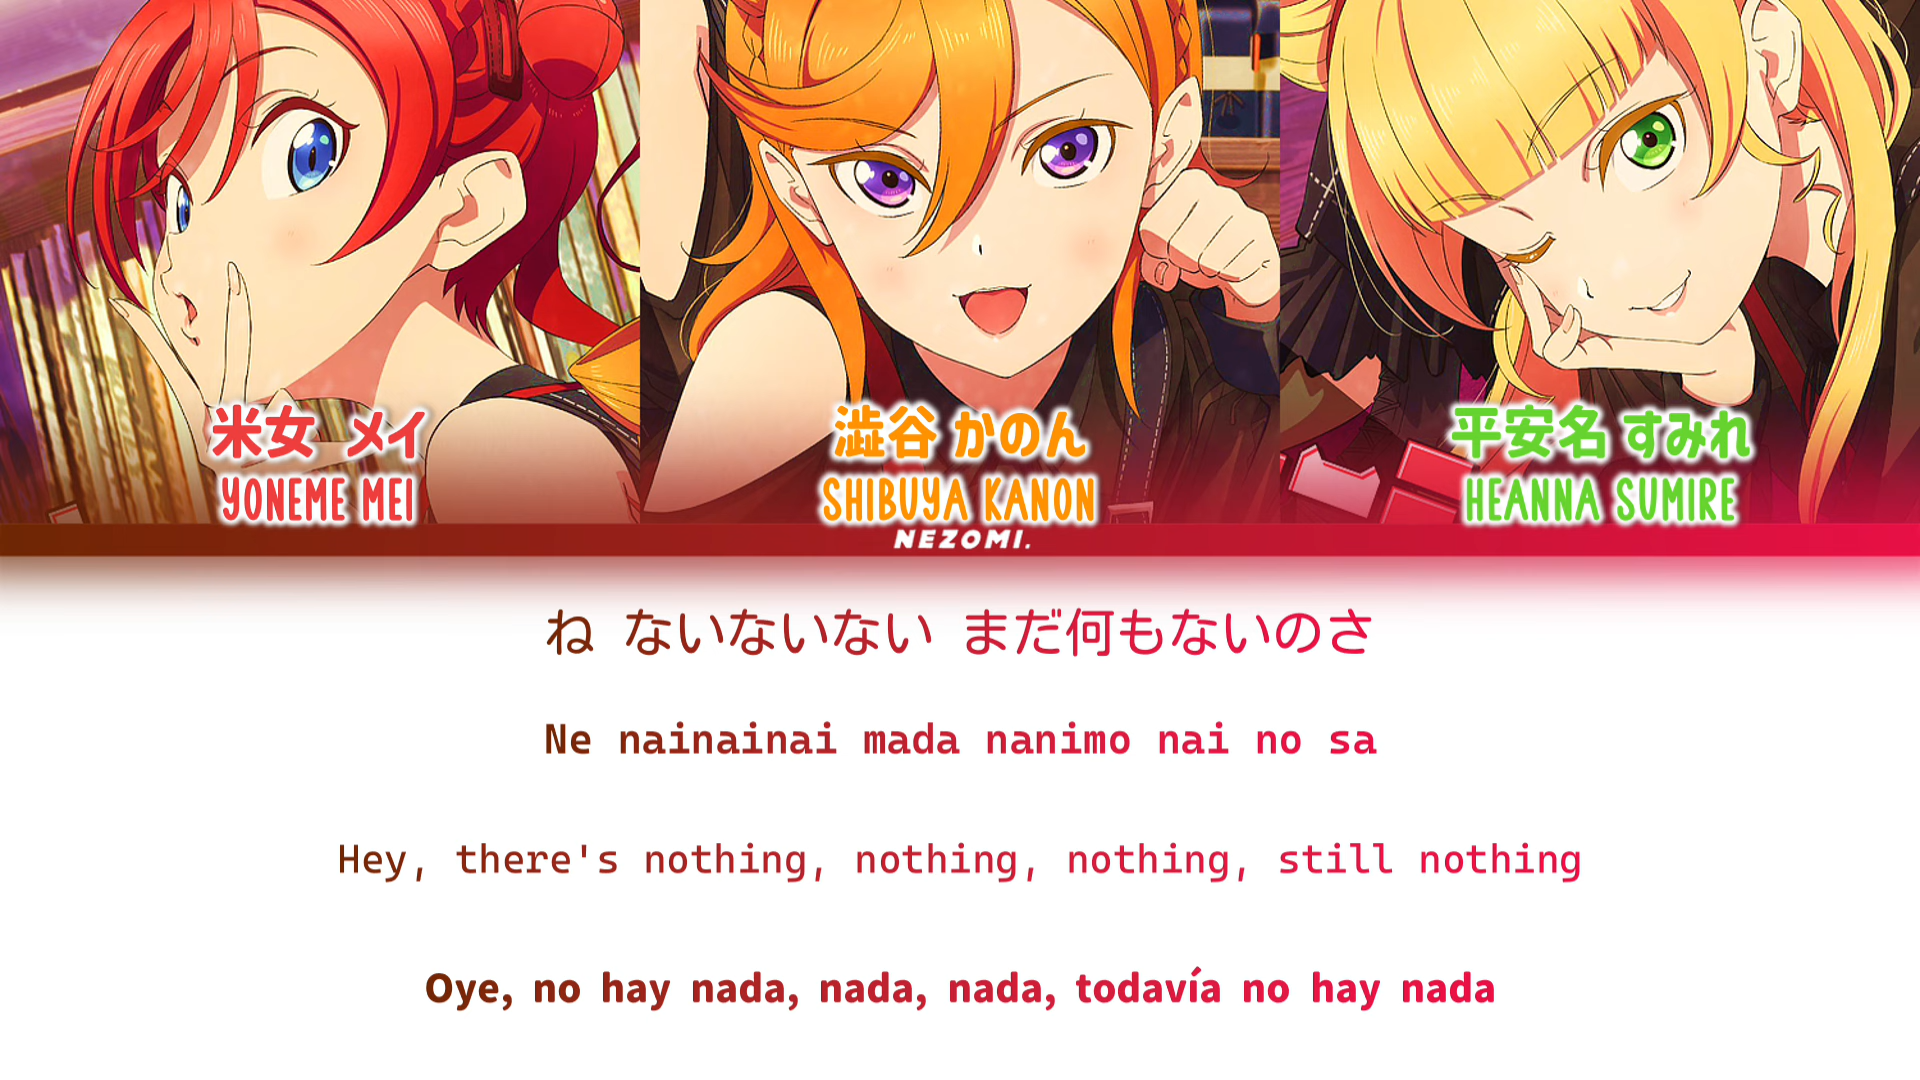 米女 メイ
YONEME MEI
澁谷 かのん
SHIBUYA KANON
平安名 すみれ
HEANNA SUMIRE
NEZOMI.
ね ないないない まだ何もないのさ
Ne nainainai mada nanimo nai no sa
Hey, there's nothing, nothing, nothing, still nothing
Oye, no hay nada, nada, nada, todavía no hay nada